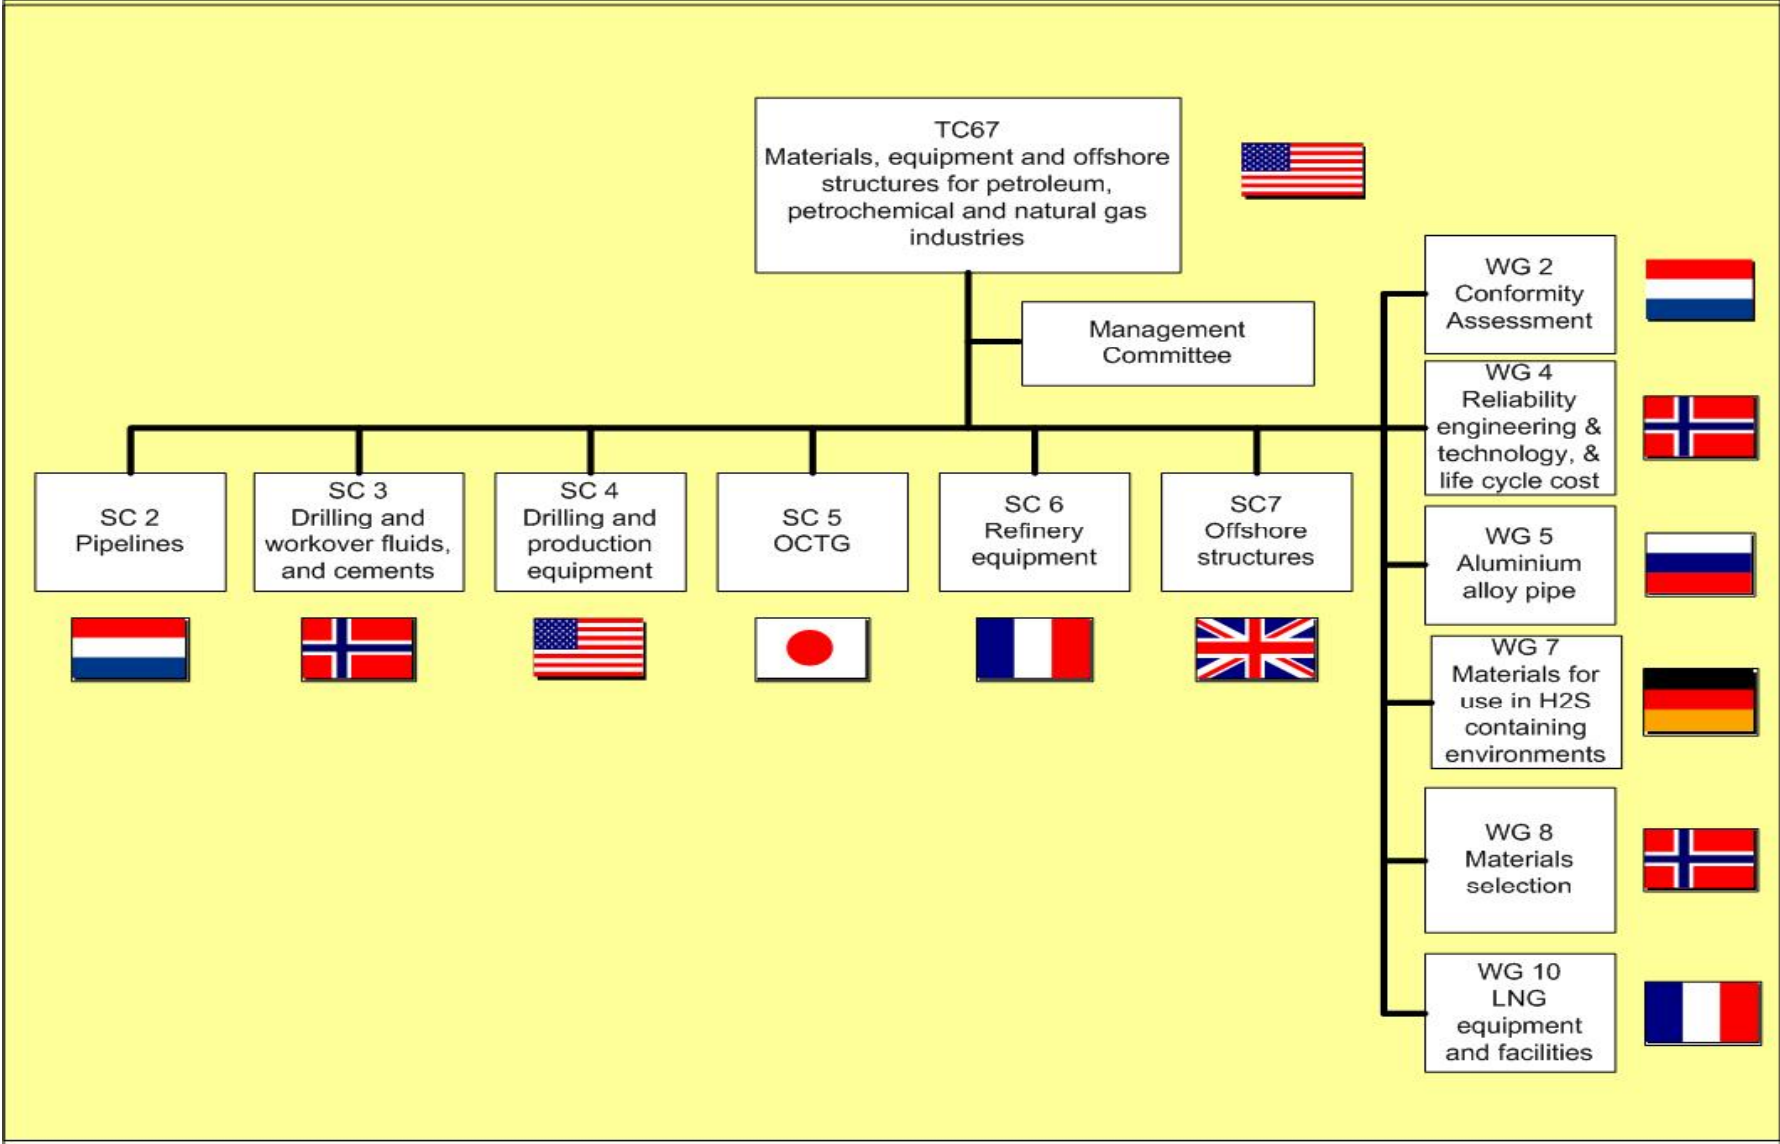 TC67
Materials, equipment and offshore
structures for petroleum,
petrochemical and natural gas
industries
Management
Committee
SC 2
Pipelines
SC 3
Drilling and
workover fluids,
and cements
SC 4
Drilling and
production
equipment
SC 5
OCTG
SC 6
Refinery
equipment
SC7
Offshore
structures
WG 2
Conformity
Assessment
WG 4
Reliability
engineering &
technology, &
life cycle cost
WG 5
Aluminium
alloy pipe
WG 7
Materials for
use in H2S
containing
environments
WG 8
Materials
selection
WG 10
LNG
equipment
and facilities